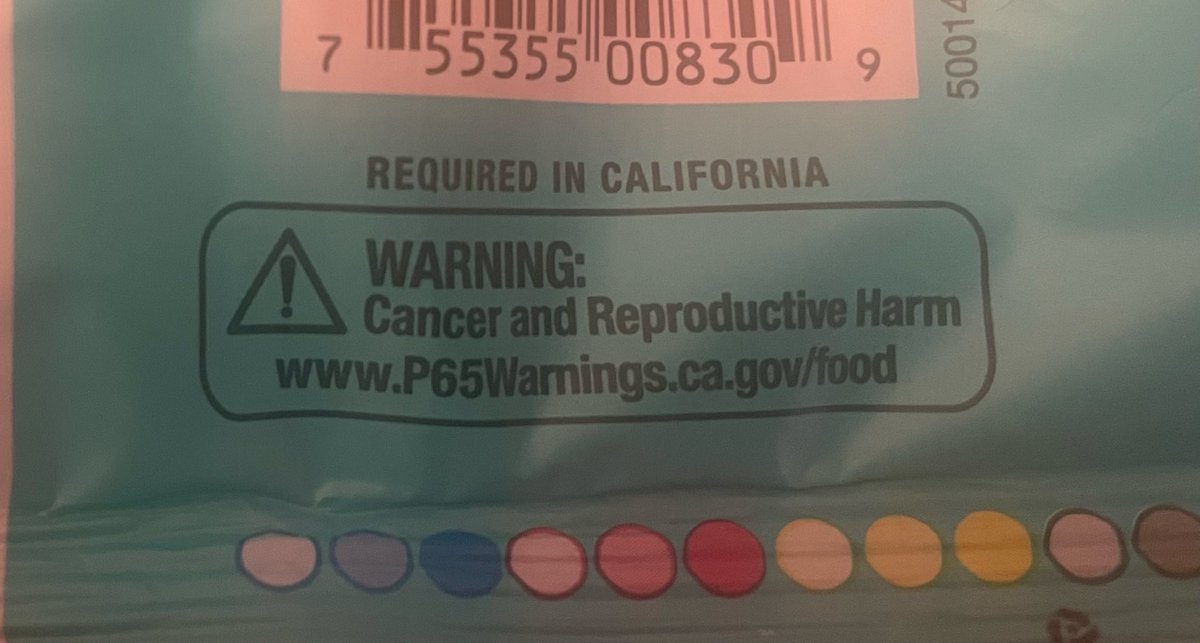 7 55355 00830 9
50014
REQUIRED IN CALIFORNIA
WARNING:
Cancer and Reproductive Harm
www.P65Warnings.ca.gov/food